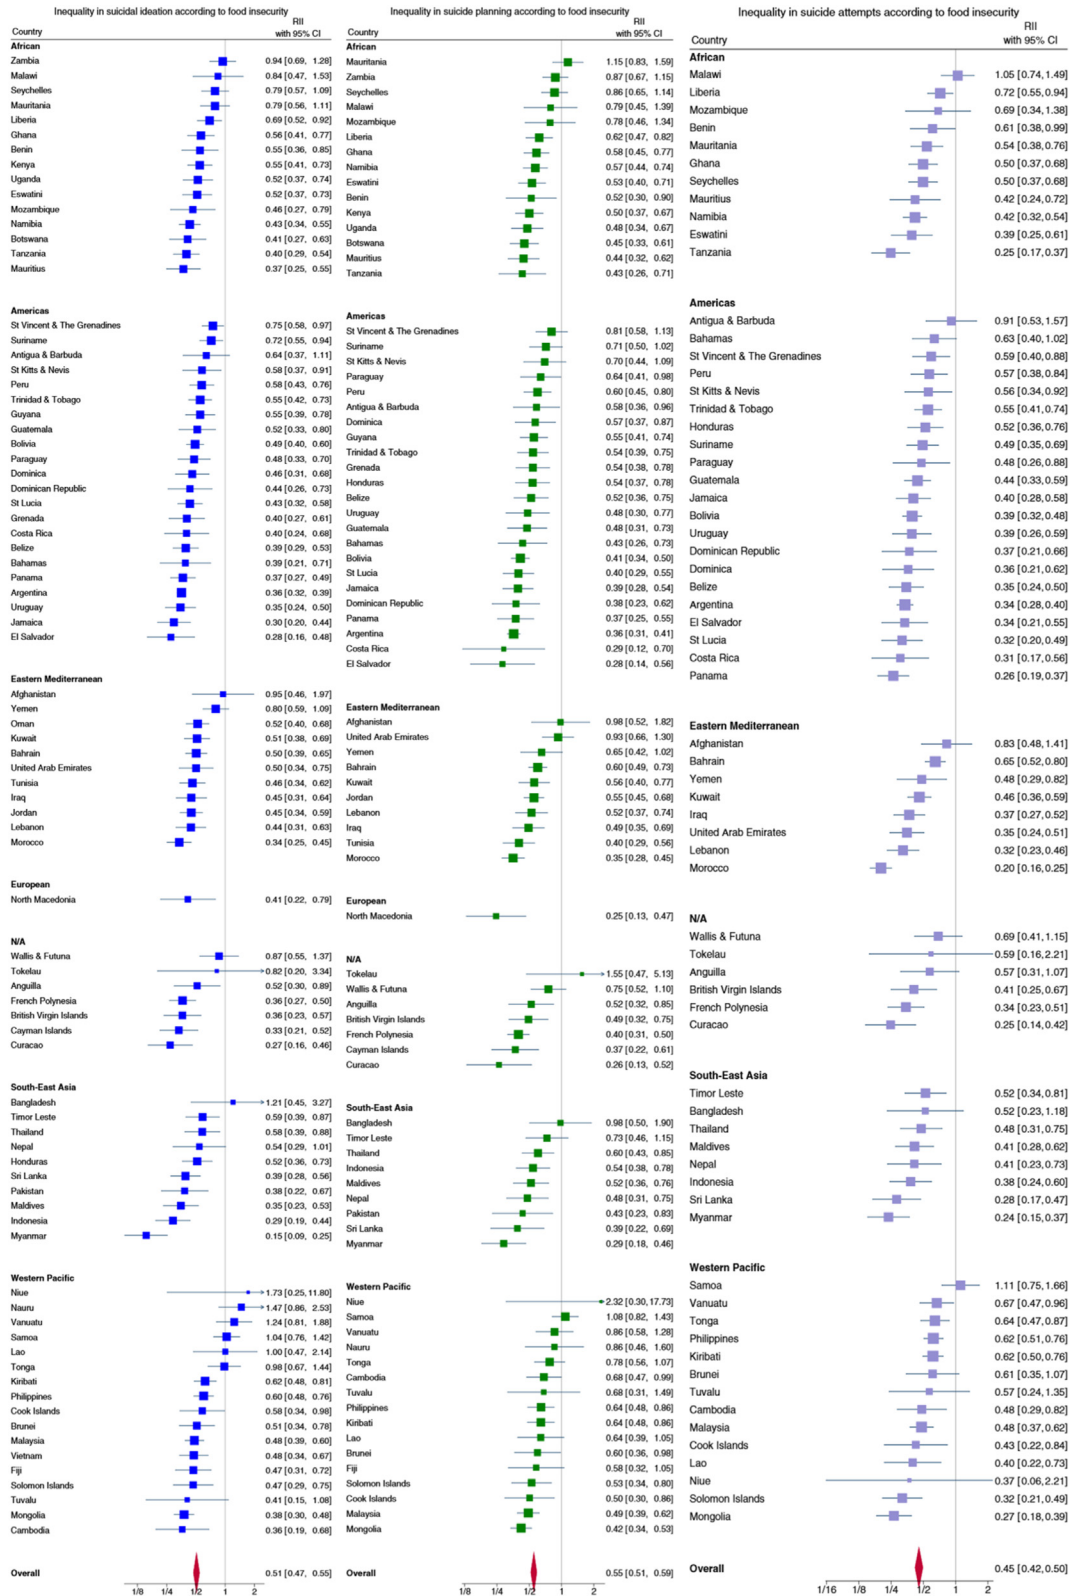 Inequality in suicidal ideation according to food insecurity
RII
Country with 95% CI
African
Zambia 0.94 [0.69, 1.28]
Malawi 0.84 [0.47, 1.53]
Seychelles 0.79 [0.57, 1.09]
Mauritania 0.79 [0.56, 1.11]
Liberia 0.69 [0.52, 0.92]
Ghana 0.56 [0.41, 0.77]
Benin 0.55 [0.36, 0.85]
Kenya 0.55 [0.41, 0.73]
Uganda 0.52 [0.37, 0.74]
Eswatini 0.52 [0.37, 0.73]
Mozambique 0.46 [0.27, 0.79]
Namibia 0.43 [0.34, 0.55]
Botswana 0.41 [0.27, 0.63]
Tanzania 0.40 [0.29, 0.54]
Mauritius 0.37 [0.25, 0.55]
Americas
St Vincent & The Grenadines 0.75 [0.58, 0.97]
Suriname 0.72 [0.55, 0.94]
Antigua & Barbuda 0.64 [0.37, 1.11]
St Kitts & Nevis 0.58 [0.37, 0.91]
Peru 0.58 [0.43, 0.76]
Trinidad & Tobago 0.55 [0.42, 0.73]
Guyana 0.55 [0.39, 0.78]
Guatemala 0.52 [0.33, 0.80]
Bolivia 0.49 [0.40, 0.60]
Paraguay 0.48 [0.33, 0.70]
Dominica 0.46 [0.31, 0.68]
Dominican Republic 0.44 [0.26, 0.73]
St Lucia 0.43 [0.32, 0.58]
Grenada 0.40 [0.27, 0.61]
Costa Rica 0.40 [0.24, 0.68]
Belize 0.39 [0.29, 0.53]
Bahamas 0.39 [0.21, 0.71]
Panama 0.37 [0.27, 0.49]
Argentina 0.36 [0.32, 0.39]
Uruguay 0.35 [0.24, 0.50]
Jamaica 0.30 [0.20, 0.44]
El Salvador 0.28 [0.16, 0.48]
Eastern Mediterranean
Afghanistan 0.95 [0.46, 1.97]
Yemen 0.80 [0.59, 1.09]
Oman 0.52 [0.40, 0.68]
Kuwait 0.51 [0.38, 0.69]
Bahrain 0.50 [0.39, 0.65]
United Arab Emirates 0.50 [0.34, 0.75]
Tunisia 0.46 [0.34, 0.62]
Iraq 0.45 [0.31, 0.64]
Jordan 0.45 [0.34, 0.59]
Lebanon 0.44 [0.31, 0.63]
Morocco 0.34 [0.25, 0.45]
European
North Macedonia 0.41 [0.22, 0.79]
N/A
Wallis & Futuna 0.87 [0.55, 1.37]
Tokelau 0.82 [0.20, 3.34]
Anguilla 0.52 [0.30, 0.89]
French Polynesia 0.36 [0.27, 0.50]
British Virgin Islands 0.36 [0.23, 0.57]
Cayman Islands 0.33 [0.21, 0.52]
Curacao 0.27 [0.16, 0.46]
South-East Asia
Bangladesh 1.21 [0.45, 3.27]
Timor Leste 0.59 [0.39, 0.87]
Thailand 0.58 [0.39, 0.88]
Nepal 0.54 [0.29, 1.01]
Honduras 0.52 [0.36, 0.73]
Sri Lanka 0.39 [0.28, 0.56]
Pakistan 0.38 [0.22, 0.67]
Maldives 0.35 [0.23, 0.53]
Indonesia 0.29 [0.19, 0.44]
Myanmar 0.15 [0.09, 0.25]
Western Pacific
Niue 1.73 [0.25, 11.80]
Nauru 1.47 [0.86, 2.53]
Vanuatu 1.24 [0.81, 1.88]
Samoa 1.04 [0.76, 1.42]
Lao 1.00 [0.47, 2.14]
Tonga 0.98 [0.67, 1.44]
Kiribati 0.62 [0.48, 0.81]
Philippines 0.60 [0.48, 0.76]
Cook Islands 0.58 [0.34, 0.98]
Brunei 0.51 [0.34, 0.78]
Malaysia 0.48 [0.39, 0.60]
Vietnam 0.48 [0.34, 0.67]
Fiji 0.47 [0.31, 0.72]
Solomon Islands 0.47 [0.29, 0.75]
Tuvalu 0.41 [0.15, 1.08]
Mongolia 0.38 [0.30, 0.48]
Cambodia 0.36 [0.19, 0.68]
Overall 0.51 [0.47, 0.55]
1/8 1/4 1/2 1 2
Inequality in suicide planning according to food insecurity
RII
Country with 95% CI
African
Mauritania 1.15 [0.83, 1.59]
Zambia 0.87 [0.67, 1.15]
Seychelles 0.86 [0.65, 1.14]
Malawi 0.79 [0.45, 1.39]
Mozambique 0.78 [0.46, 1.34]
Liberia 0.62 [0.47, 0.82]
Ghana 0.58 [0.45, 0.77]
Namibia 0.57 [0.44, 0.74]
Eswatini 0.53 [0.40, 0.71]
Benin 0.52 [0.30, 0.90]
Kenya 0.50 [0.37, 0.67]
Uganda 0.48 [0.34, 0.67]
Botswana 0.45 [0.33, 0.61]
Mauritius 0.44 [0.32, 0.62]
Tanzania 0.43 [0.26, 0.71]
Americas
St Vincent & The Grenadines 0.81 [0.58, 1.13]
Suriname 0.71 [0.50, 1.02]
St Kitts & Nevis 0.70 [0.44, 1.09]
Paraguay 0.64 [0.41, 0.98]
Peru 0.60 [0.45, 0.80]
Antigua & Barbuda 0.58 [0.36, 0.96]
Dominica 0.57 [0.37, 0.87]
Guyana 0.55 [0.41, 0.74]
Trinidad & Tobago 0.54 [0.39, 0.75]
Grenada 0.54 [0.38, 0.78]
Honduras 0.54 [0.37, 0.78]
Belize 0.52 [0.36, 0.75]
Uruguay 0.48 [0.30, 0.77]
Guatemala 0.48 [0.31, 0.73]
Bahamas 0.43 [0.26, 0.73]
Bolivia 0.41 [0.34, 0.50]
St Lucia 0.40 [0.29, 0.55]
Jamaica 0.39 [0.28, 0.54]
Dominican Republic 0.38 [0.23, 0.62]
Panama 0.37 [0.25, 0.55]
Argentina 0.36 [0.31, 0.41]
Costa Rica 0.29 [0.12, 0.70]
El Salvador 0.28 [0.14, 0.56]
Eastern Mediterranean
Afghanistan 0.98 [0.52, 1.82]
United Arab Emirates 0.93 [0.66, 1.30]
Yemen 0.65 [0.42, 1.02]
Bahrain 0.60 [0.49, 0.73]
Kuwait 0.56 [0.40, 0.77]
Jordan 0.55 [0.45, 0.68]
Lebanon 0.52 [0.37, 0.74]
Iraq 0.49 [0.35, 0.69]
Tunisia 0.40 [0.29, 0.56]
Morocco 0.35 [0.28, 0.45]
European
North Macedonia 0.25 [0.13, 0.47]
N/A
Tokelau 1.55 [0.47, 5.13]
Wallis & Futuna 0.75 [0.52, 1.10]
Anguilla 0.52 [0.32, 0.85]
British Virgin Islands 0.49 [0.32, 0.75]
French Polynesia 0.40 [0.31, 0.50]
Cayman Islands 0.37 [0.22, 0.61]
Curacao 0.26 [0.13, 0.52]
South-East Asia
Bangladesh 0.98 [0.50, 1.90]
Timor Leste 0.73 [0.46, 1.15]
Thailand 0.60 [0.43, 0.85]
Indonesia 0.54 [0.38, 0.78]
Maldives 0.52 [0.36, 0.76]
Nepal 0.48 [0.31, 0.75]
Pakistan 0.43 [0.23, 0.83]
Sri Lanka 0.39 [0.22, 0.69]
Myanmar 0.29 [0.18, 0.46]
Western Pacific
Niue 2.32 [0.30, 17.73]
Samoa 1.08 [0.82, 1.43]
Vanuatu 0.86 [0.58, 1.28]
Nauru 0.86 [0.46, 1.60]
Tonga 0.78 [0.56, 1.07]
Cambodia 0.68 [0.47, 0.99]
Tuvalu 0.68 [0.31, 1.49]
Philippines 0.64 [0.48, 0.86]
Kiribati 0.64 [0.48, 0.86]
Lao 0.64 [0.39, 1.05]
Brunei 0.60 [0.36, 0.98]
Fiji 0.58 [0.32, 1.05]
Solomon Islands 0.53 [0.34, 0.80]
Cook Islands 0.50 [0.30, 0.86]
Malaysia 0.49 [0.39, 0.62]
Mongolia 0.42 [0.34, 0.53]
Overall 0.55 [0.51, 0.59]
1/8 1/4 1/2 1 2
Inequality in suicide attempts according to food insecurity
RII
Country with 95% CI
African
Malawi 1.05 [0.74, 1.49]
Liberia 0.72 [0.55, 0.94]
Mozambique 0.69 [0.34, 1.38]
Benin 0.61 [0.38, 0.99]
Mauritania 0.54 [0.38, 0.76]
Ghana 0.50 [0.37, 0.68]
Seychelles 0.50 [0.37, 0.68]
Mauritius 0.42 [0.24, 0.72]
Namibia 0.42 [0.32, 0.54]
Eswatini 0.39 [0.25, 0.61]
Tanzania 0.25 [0.17, 0.37]
Americas
Antigua & Barbuda 0.91 [0.53, 1.57]
Bahamas 0.63 [0.40, 1.02]
St Vincent & The Grenadines 0.59 [0.40, 0.88]
Peru 0.57 [0.38, 0.84]
St Kitts & Nevis 0.56 [0.34, 0.92]
Trinidad & Tobago 0.55 [0.41, 0.74]
Honduras 0.52 [0.36, 0.76]
Suriname 0.49 [0.35, 0.69]
Paraguay 0.48 [0.26, 0.88]
Guatemala 0.44 [0.33, 0.59]
Jamaica 0.40 [0.28, 0.58]
Bolivia 0.39 [0.32, 0.48]
Uruguay 0.39 [0.26, 0.59]
Dominican Republic 0.37 [0.21, 0.66]
Dominica 0.36 [0.21, 0.62]
Belize 0.35 [0.24, 0.50]
Argentina 0.34 [0.28, 0.40]
El Salvador 0.34 [0.21, 0.55]
St Lucia 0.32 [0.20, 0.49]
Costa Rica 0.31 [0.17, 0.56]
Panama 0.26 [0.19, 0.37]
Eastern Mediterranean
Afghanistan 0.83 [0.48, 1.41]
Bahrain 0.65 [0.52, 0.80]
Yemen 0.48 [0.29, 0.82]
Kuwait 0.46 [0.36, 0.59]
Iraq 0.37 [0.27, 0.52]
United Arab Emirates 0.35 [0.24, 0.51]
Lebanon 0.32 [0.23, 0.46]
Morocco 0.20 [0.16, 0.25]
N/A
Wallis & Futuna 0.69 [0.41, 1.15]
Tokelau 0.59 [0.16, 2.21]
Anguilla 0.57 [0.31, 1.07]
British Virgin Islands 0.41 [0.25, 0.67]
French Polynesia 0.34 [0.23, 0.51]
Curacao 0.25 [0.14, 0.42]
South-East Asia
Timor Leste 0.52 [0.34, 0.81]
Bangladesh 0.52 [0.23, 1.18]
Thailand 0.48 [0.31, 0.75]
Maldives 0.41 [0.28, 0.62]
Nepal 0.41 [0.23, 0.73]
Indonesia 0.38 [0.24, 0.60]
Sri Lanka 0.28 [0.17, 0.47]
Myanmar 0.24 [0.15, 0.37]
Western Pacific
Samoa 1.11 [0.75, 1.66]
Vanuatu 0.67 [0.47, 0.96]
Tonga 0.64 [0.47, 0.87]
Philippines 0.62 [0.51, 0.76]
Kiribati 0.62 [0.50, 0.76]
Brunei 0.61 [0.35, 1.07]
Tuvalu 0.57 [0.24, 1.35]
Cambodia 0.48 [0.29, 0.82]
Malaysia 0.48 [0.37, 0.62]
Cook Islands 0.43 [0.22, 0.84]
Lao 0.40 [0.22, 0.73]
Niue 0.37 [0.06, 2.21]
Solomon Islands 0.32 [0.21, 0.49]
Mongolia 0.27 [0.18, 0.39]
Overall 0.45 [0.42, 0.50]
1/16 1/8 1/4 1/2 1 2